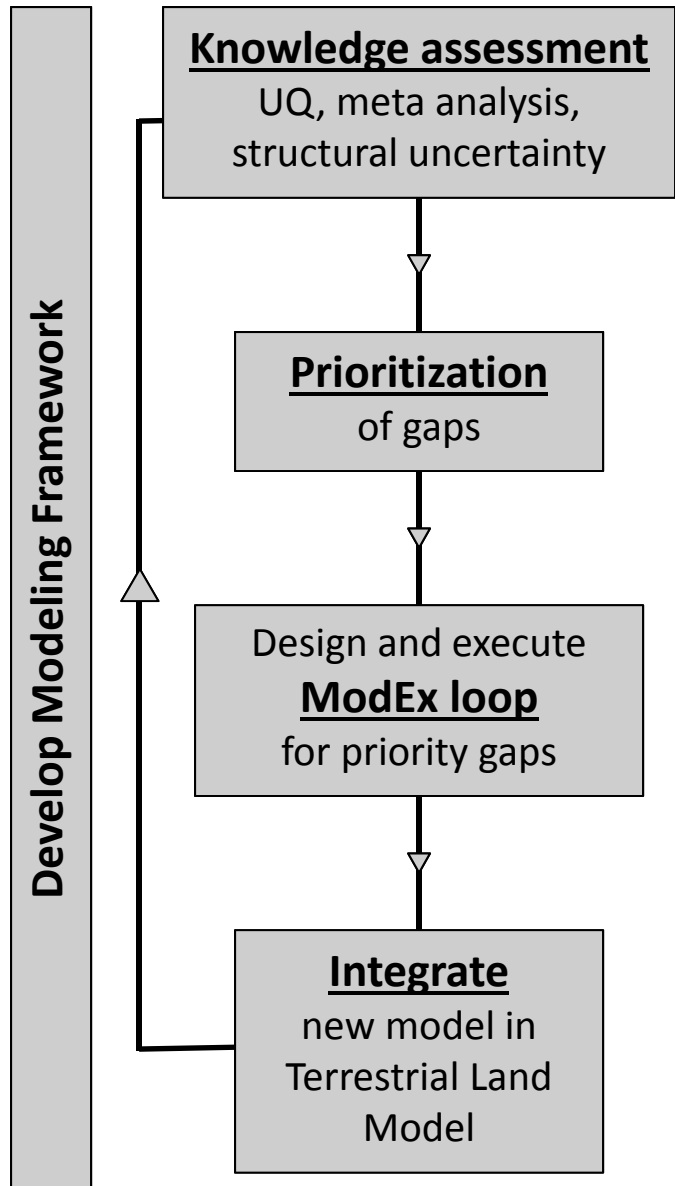 Develop Modeling Framework
Knowledge assessment
UQ, meta analysis,
structural uncertainty
Prioritization
of gaps
Design and execute
ModEx loop
for priority gaps
Integrate
new model in
Terrestrial Land
Model